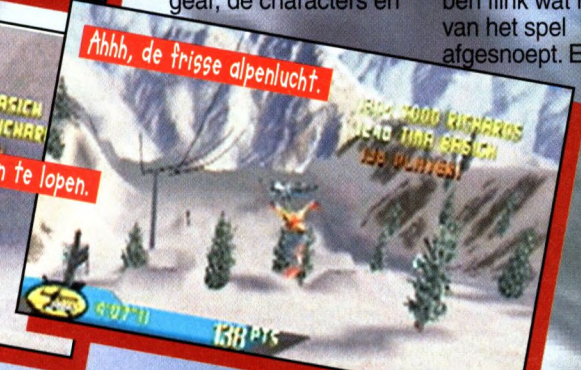 gear, de characters en
ben flink wat
van het spel
afgesnoept. E
Ahhh, de frisse alpenlucht.
TODD RICHARDS
TINA BASICH
BASICH
n te lopen.
138 PTS